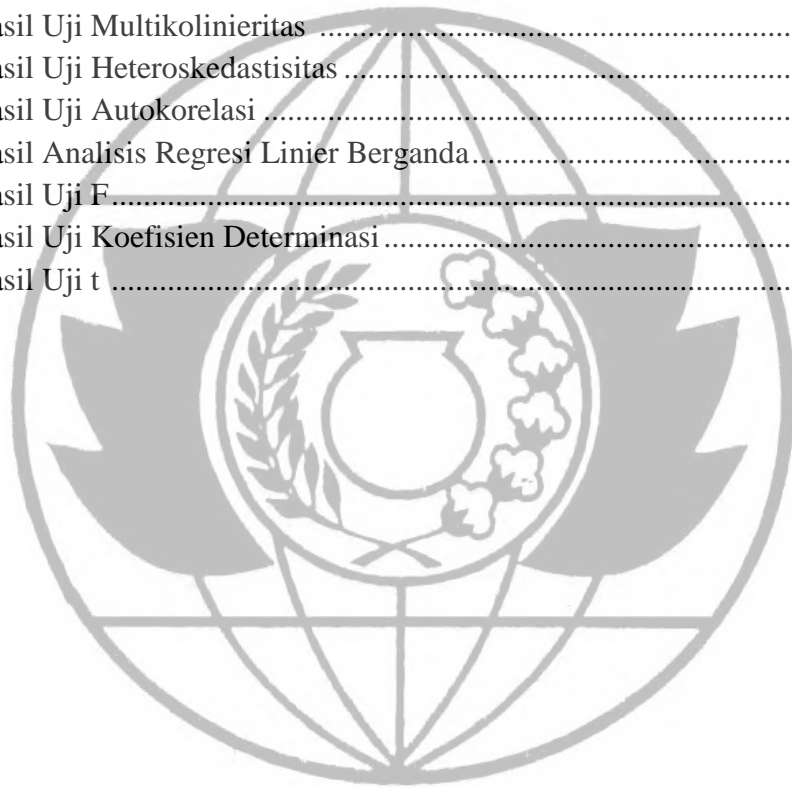 asil Uji Multikolinieritas ........................................................................
asil Uji Heteroskedastisitas ....................................................................
asil Uji Autokorelasi ................................................................................
asil Analisis Regresi Linier Berganda................................................
asil Uji F.....................................................................................................
asil Uji Koefisien Determinasi ..............................................................
asil Uji t .....................................................................................................